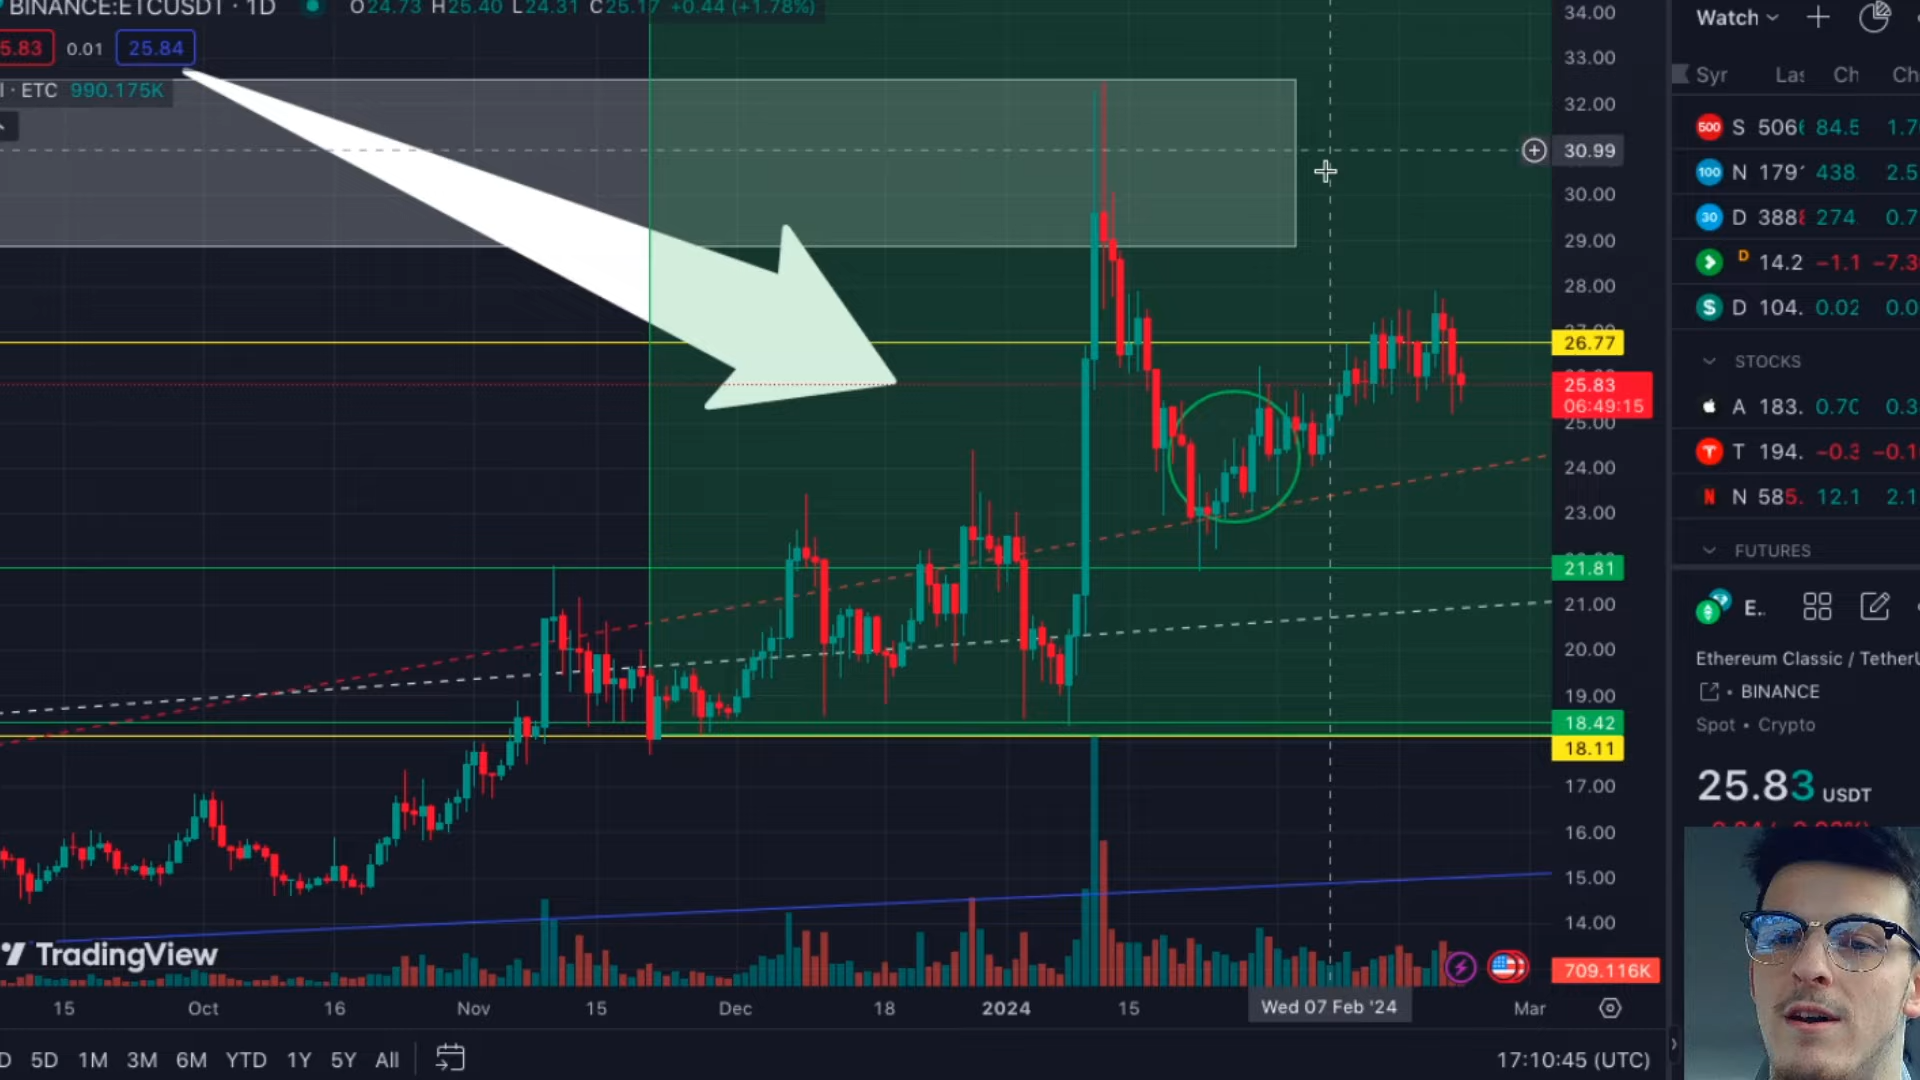 BINANCE:ETCUSDT · 1D O24.73 H25.40 L24.31 C25.17 +0.44 (+1.78%)
5.83 0.01 25.84
· ETC 990.175K
34.00
33.00
32.00
30.99
30.00
29.00
28.00
27.00
26.77
25.83
06:49:15
25.00
24.00
23.00
21.81
21.00
20.00
19.00
18.42
18.11
17.00
16.00
15.00
14.00
709.116K
TradingView
15 Oct 16 Nov 15 Dec 18 2024 15 Wed 07 Feb '24 Mar
D 5D 1M 3M 6M YTD 1Y 5Y All
17:10:45 (UTC)
Watch
Syr Las Ch Ch
500 S 506 84.5 1.7
100 N 179 438 2.5
30 D 388 274 0.7
D 14.2 −1.1 −7.3
S D 104. 0.02 0.0
STOCKS
A 183. 0.70 0.3
T 194. −0.3 −0.1
N N 585. 12.1 2.1
FUTURES
E..
Ethereum Classic / Tether
• BINANCE
Spot • Crypto
25.83 USDT